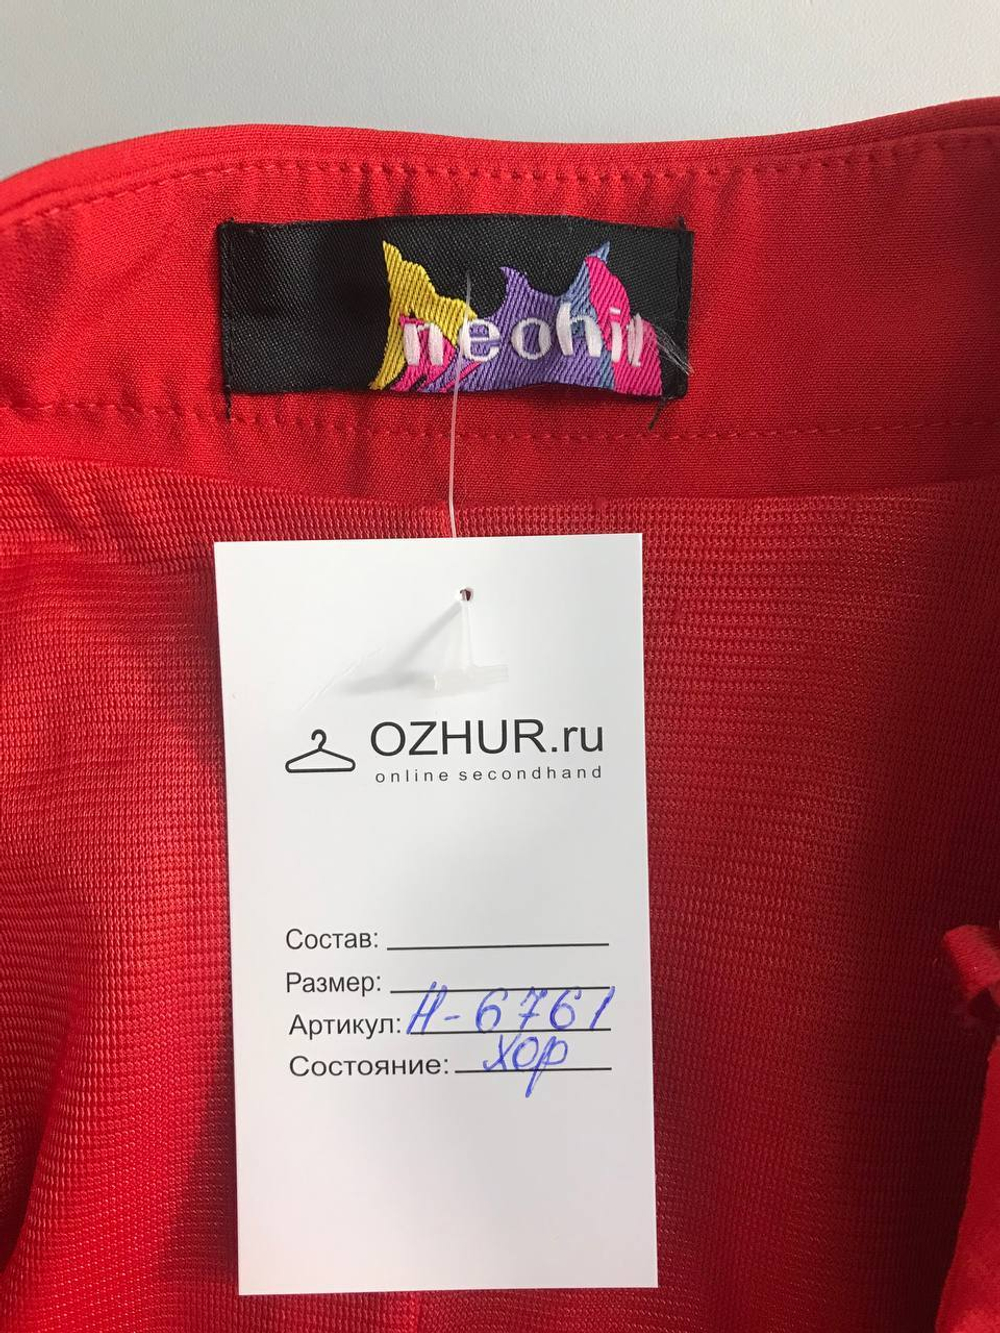 neohit
OZHUR.ru
online secondhand
Состав:
Размер:
Артикул: Н-6761
Состояние: хор